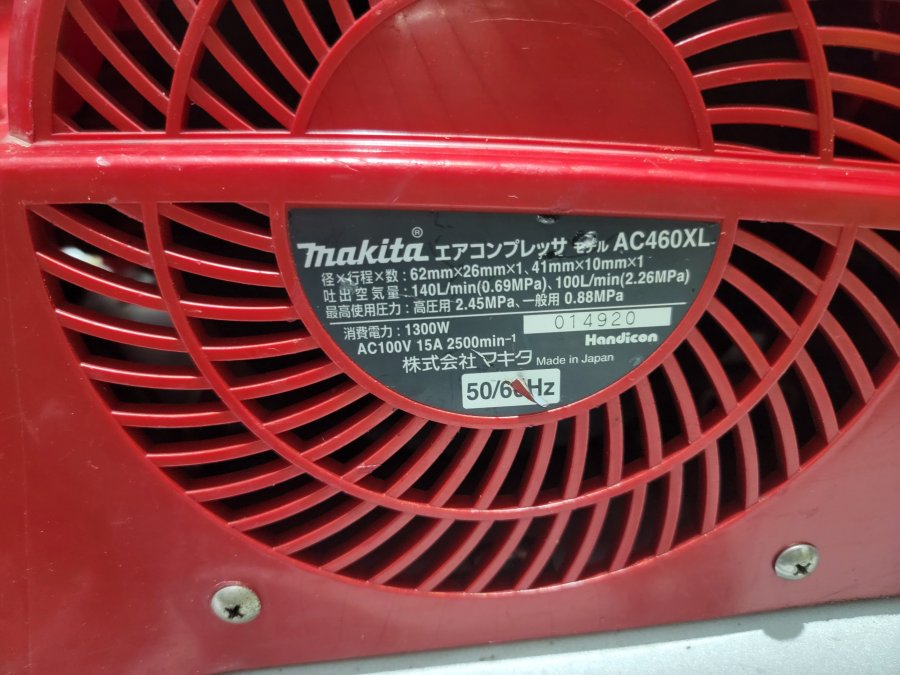 makita® エアコンプレッサ モデル AC460XL
径×行程×数：62mm×26mm×1、41mm×10mm×1
吐出空気量：140L/min(0.69MPa)、100L/min(2.26MPa)
最高使用圧力：高圧用 2.45MPa、一般用 0.88MPa
消費電力：1300W
014920
AC100V 15A 2500min-1
Handicon
株式会社 マキタ Made in Japan
50/60Hz